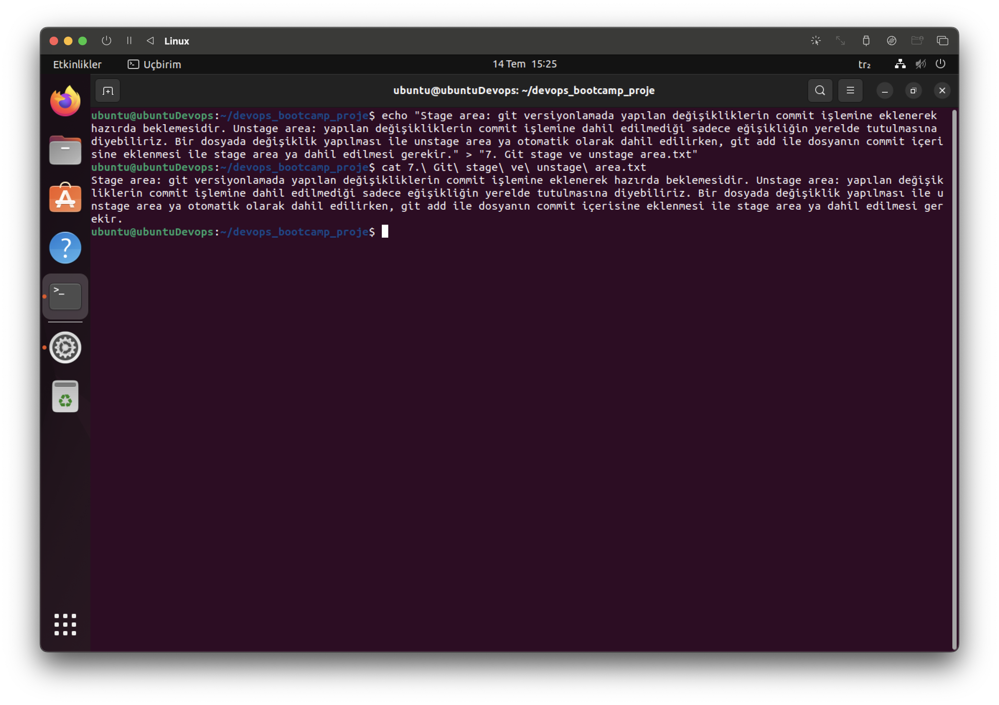 Linux
Etkinlikler Uçbirim 14 Tem 15:25 tr₂
ubuntu@ubuntuDevops: ~/devops_bootcamp_proje
ubuntu@ubuntuDevops:~/devops_bootcamp_proje$ echo "Stage area: git versiyonlamada yapılan değişikliklerin commit işlemine eklenerek
hazırda beklemesidir. Unstage area: yapılan değişikliklerin commit işlemine dahil edilmediği sadece eğişikliğin yerelde tutulmasına
diyebiliriz. Bir dosyada değişiklik yapılması ile unstage area ya otomatik olarak dahil edilirken, git add ile dosyanın commit içeri
sine eklenmesi ile stage area ya dahil edilmesi gerekir." > "7. Git stage ve unstage area.txt"
ubuntu@ubuntuDevops:~/devops_bootcamp_proje$ cat 7.\ Git\ stage\ ve\ unstage\ area.txt
Stage area: git versiyonlamada yapılan değişikliklerin commit işlemine eklenerek hazırda beklemesidir. Unstage area: yapılan değişik
liklerin commit işlemine dahil edilmediği sadece eğişikliğin yerelde tutulmasına diyebiliriz. Bir dosyada değişiklik yapılması ile u
nstage area ya otomatik olarak dahil edilirken, git add ile dosyanın commit içerisine eklenmesi ile stage area ya dahil edilmesi ger
ekir.
ubuntu@ubuntuDevops:~/devops_bootcamp_proje$